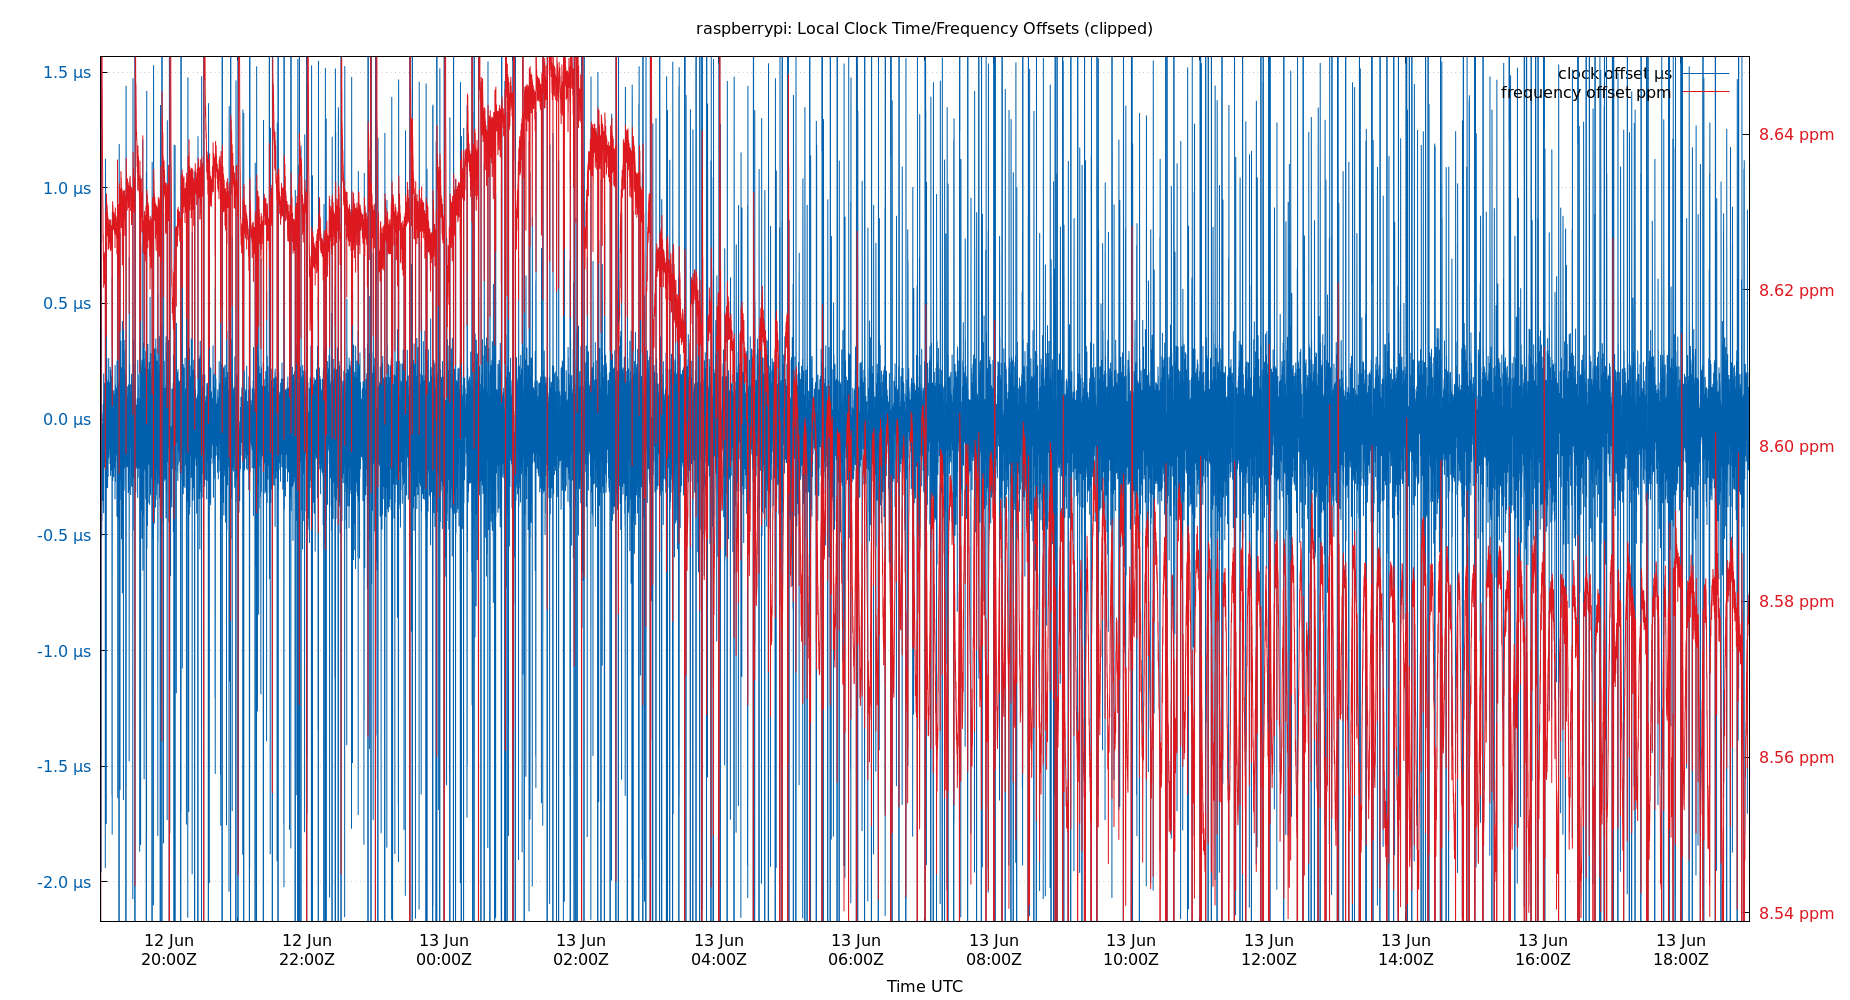 raspberrypi: Local Clock Time/Frequency Offsets (clipped)
clock offset µs
frequency offset ppm
1.5 µs
1.0 µs
0.5 µs
0.0 µs
-0.5 µs
-1.0 µs
-1.5 µs
-2.0 µs
8.64 ppm
8.62 ppm
8.60 ppm
8.58 ppm
8.56 ppm
8.54 ppm
12 Jun 12 Jun 13 Jun 13 Jun 13 Jun 13 Jun 13 Jun 13 Jun 13 Jun 13 Jun 13 Jun 13 Jun
20:00Z 22:00Z 00:00Z 02:00Z 04:00Z 06:00Z 08:00Z 10:00Z 12:00Z 14:00Z 16:00Z 18:00Z
Time UTC